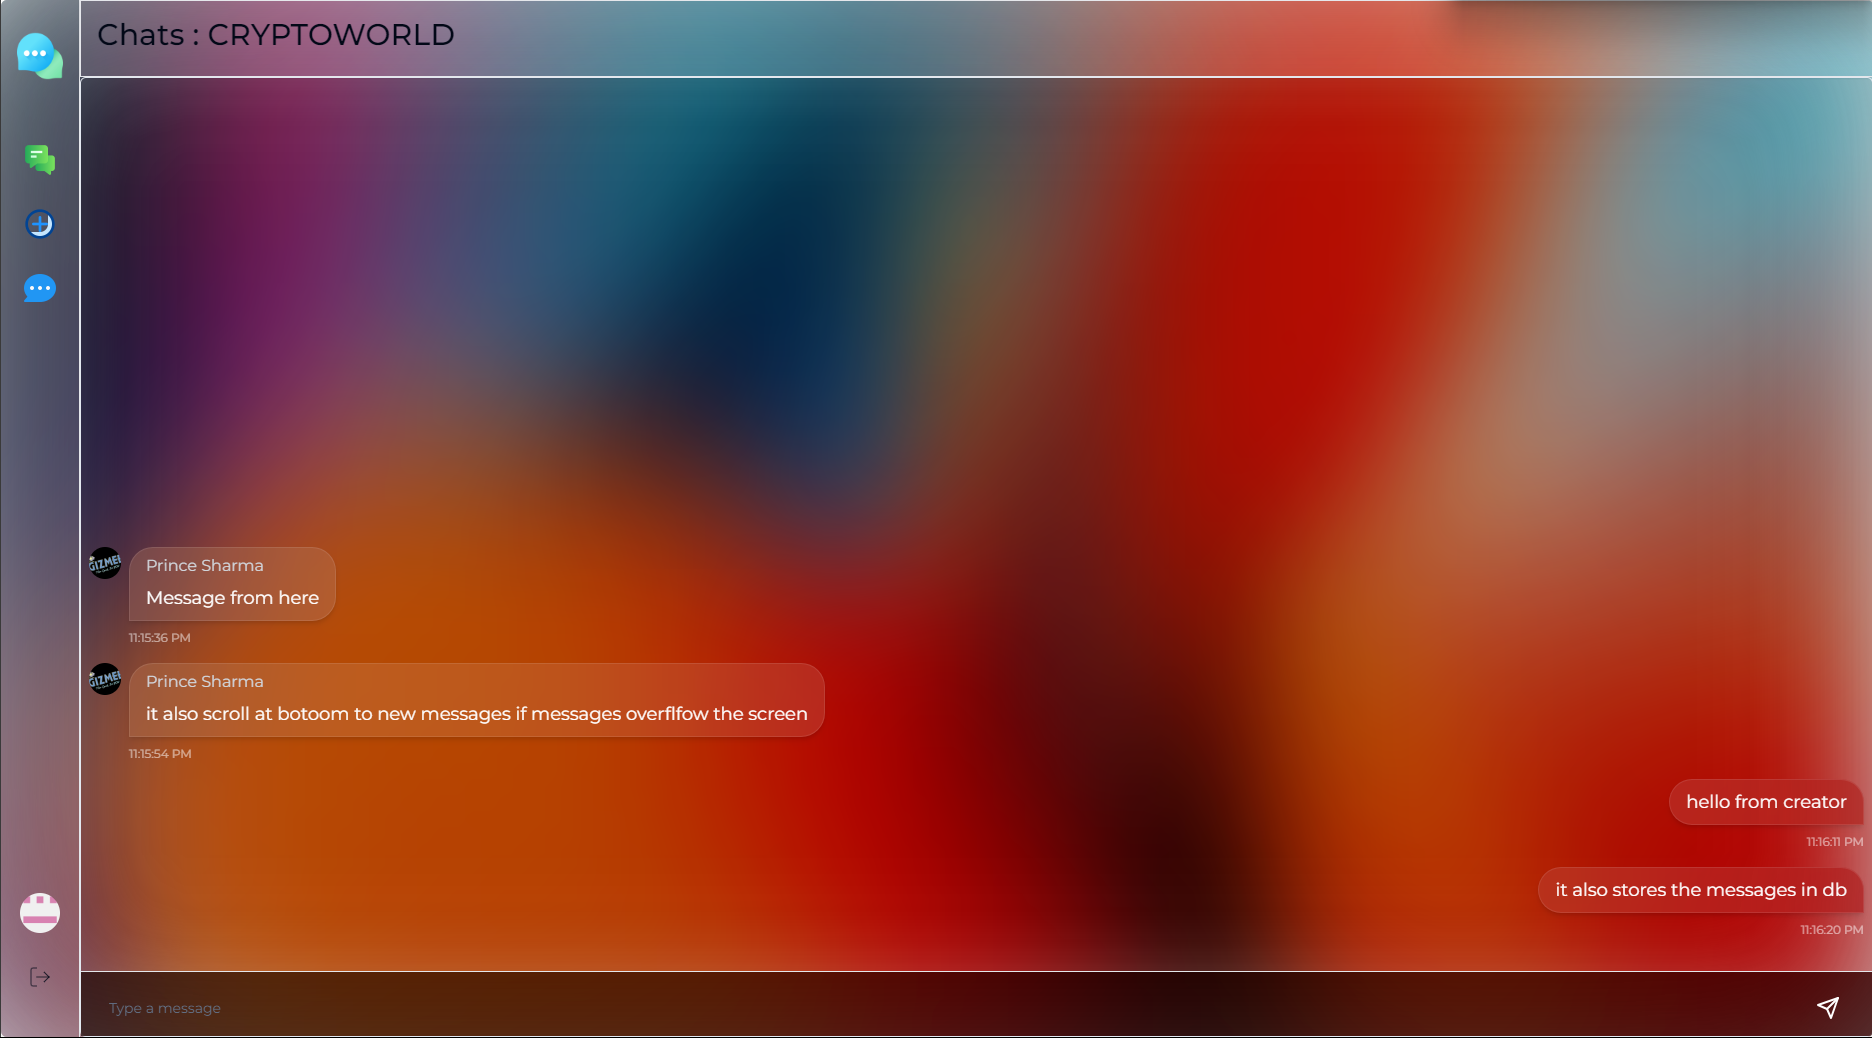 Chats : CRYPTOWORLD
Prince Sharma
Message from here
11:15:36 PM
Prince Sharma
it also scroll at botoom to new messages if messages overflfow the screen
11:15:54 PM
hello from creator
11:16:11 PM
it also stores the messages in db
11:16:20 PM
Type a message